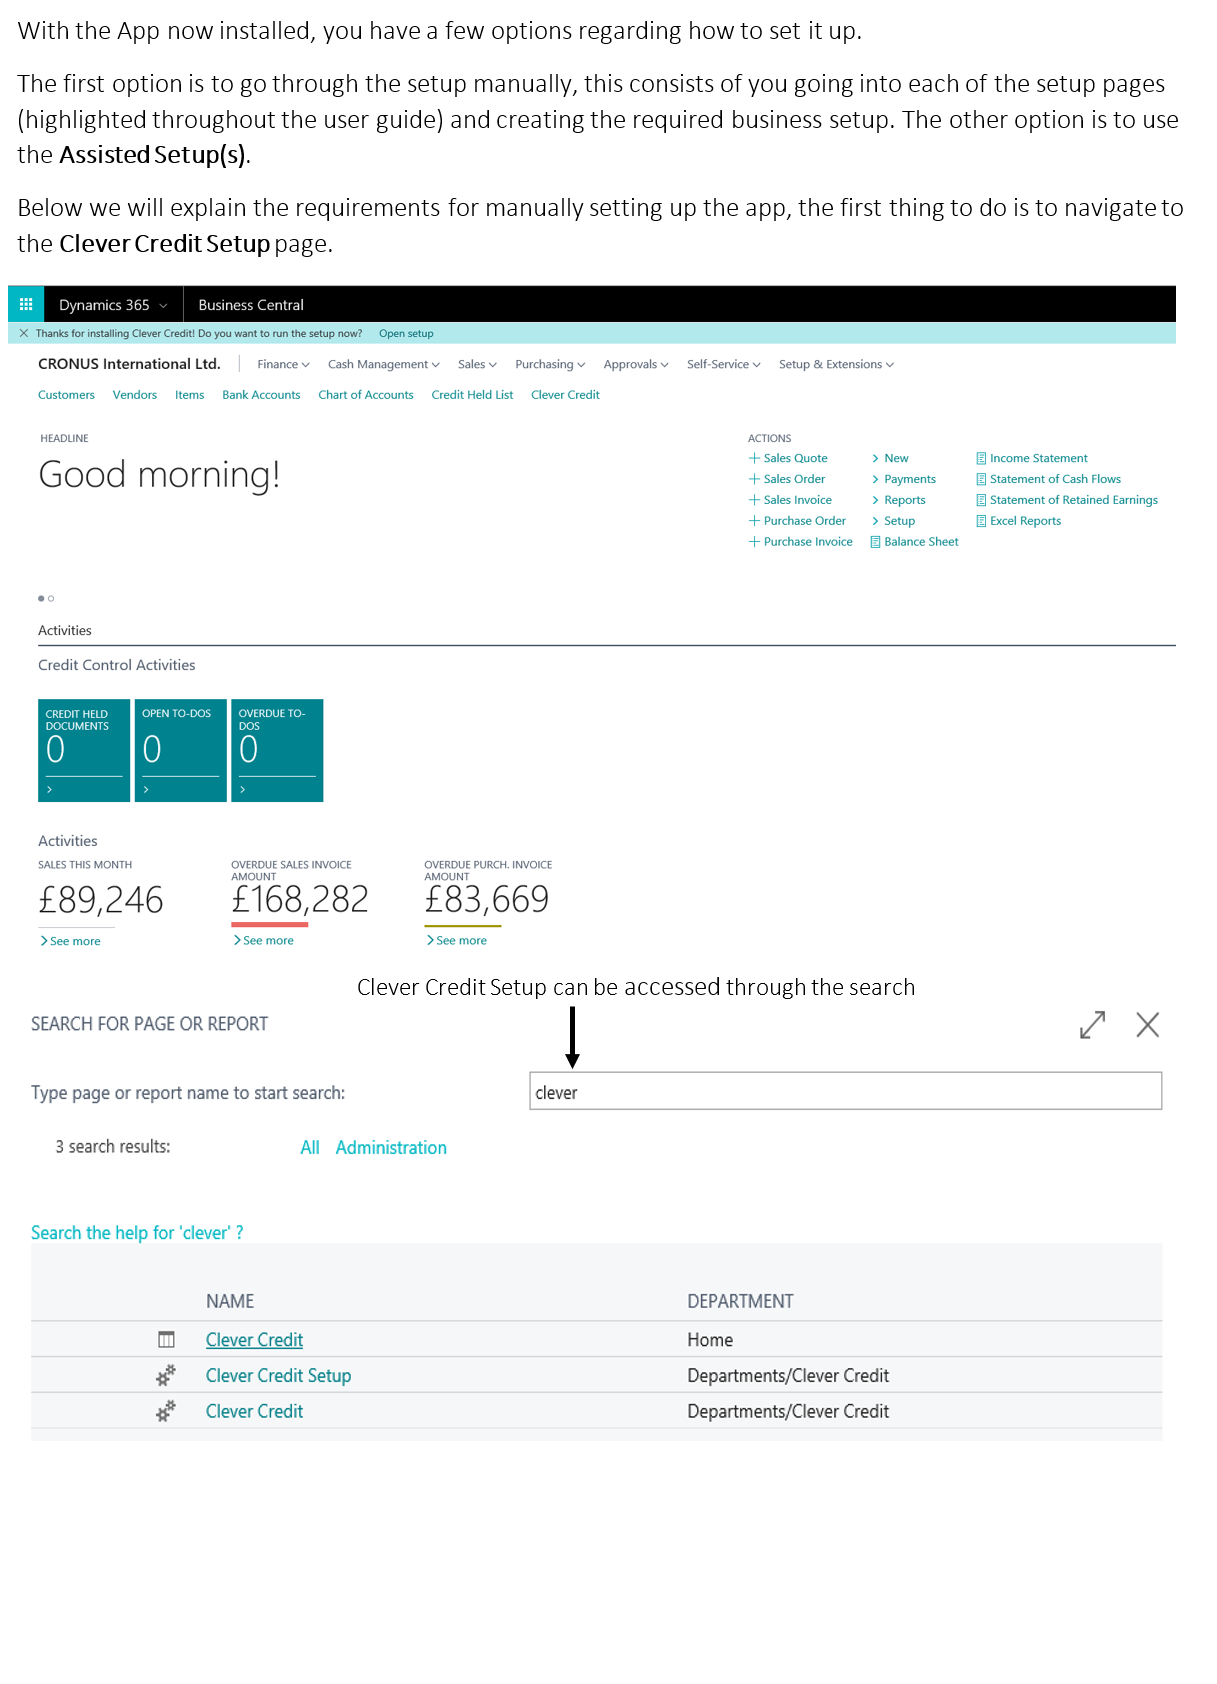 With the App now installed, you have a few options regarding how to set it up.
The first option is to go through the setup manually, this consists of you going into each of the setup pages
(highlighted throughout the user guide) and creating the required business setup. The other option is to use
the Assisted Setup(s).
Below we will explain the requirements for manually setting up the app, the first thing to do is to navigate to
the Clever Credit Setup page.
Dynamics 365 Business Central
Thanks for installing Clever Credit! Do you want to run the setup now? Open setup
CRONUS International Ltd. Finance Cash Management Sales Purchasing Approvals Self-Service Setup & Extensions
Customers Vendors Items Bank Accounts Chart of Accounts Credit Held List Clever Credit
HEADLINE
Good morning!
ACTIONS
Sales Quote New Income Statement
Sales Order Payments Statement of Cash Flows
Sales Invoice Reports Statement of Retained Earnings
Purchase Order Setup Excel Reports
Purchase Invoice Balance Sheet
Activities
Credit Control Activities
CREDIT HELD
DOCUMENTS
0
OPEN TO-DOS
0
OVERDUE TO-
DOS
0
Activities
SALES THIS MONTH
£89,246
See more
OVERDUE SALES INVOICE
AMOUNT
£168,282
See more
OVERDUE PURCH. INVOICE
AMOUNT
£83,669
See more
Clever Credit Setup can be accessed through the search
SEARCH FOR PAGE OR REPORT
Type page or report name to start search: clever
3 search results: All Administration
Search the help for 'clever' ?
NAME DEPARTMENT
Clever Credit Home
Clever Credit Setup Departments/Clever Credit
Clever Credit Departments/Clever Credit